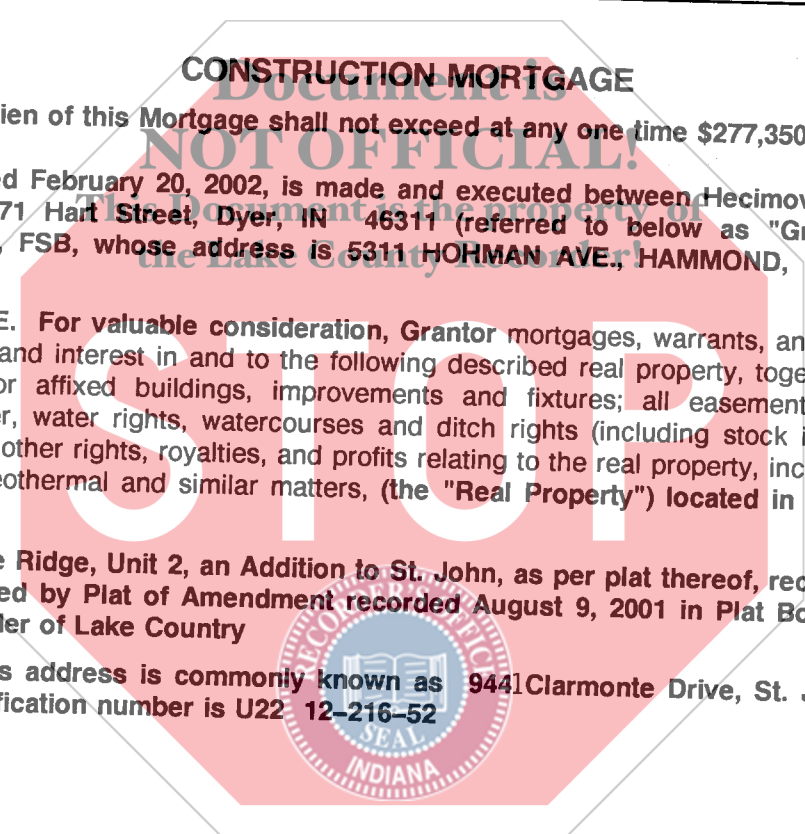 CONSTRUCTION MORTGAGE
Document is
lien of this Mortgage shall not exceed at any one time $277,350
NOT OFFICIAL!
ed February 20, 2002, is made and executed between Hecimov
This Document is the property of
71 Hart Street, Dyer, IN 46311 (referred to below as "Gr
, FSB, whose address is 5311 HOHMAN AVE., HAMMOND,
the Lake County Recorder!
E. For valuable consideration, Grantor mortgages, warrants, an
and interest in and to the following described real property, toge
or affixed buildings, improvements and fixtures; all easement
er, water rights, watercourses and ditch rights (including stock i
other rights, royalties, and profits relating to the real property, inc
eothermal and similar matters, (the "Real Property") located in
STOP
e Ridge, Unit 2, an Addition to St. John, as per plat thereof, rec
ed by Plat of Amendment recorded August 9, 2001 in Plat Bo
der of Lake Country
s address is commonly known as 9441 Clarmonte Drive, St. J
fication number is U22 12-216-52
RECORDER'S OFFICE
SEAL
INDIANA